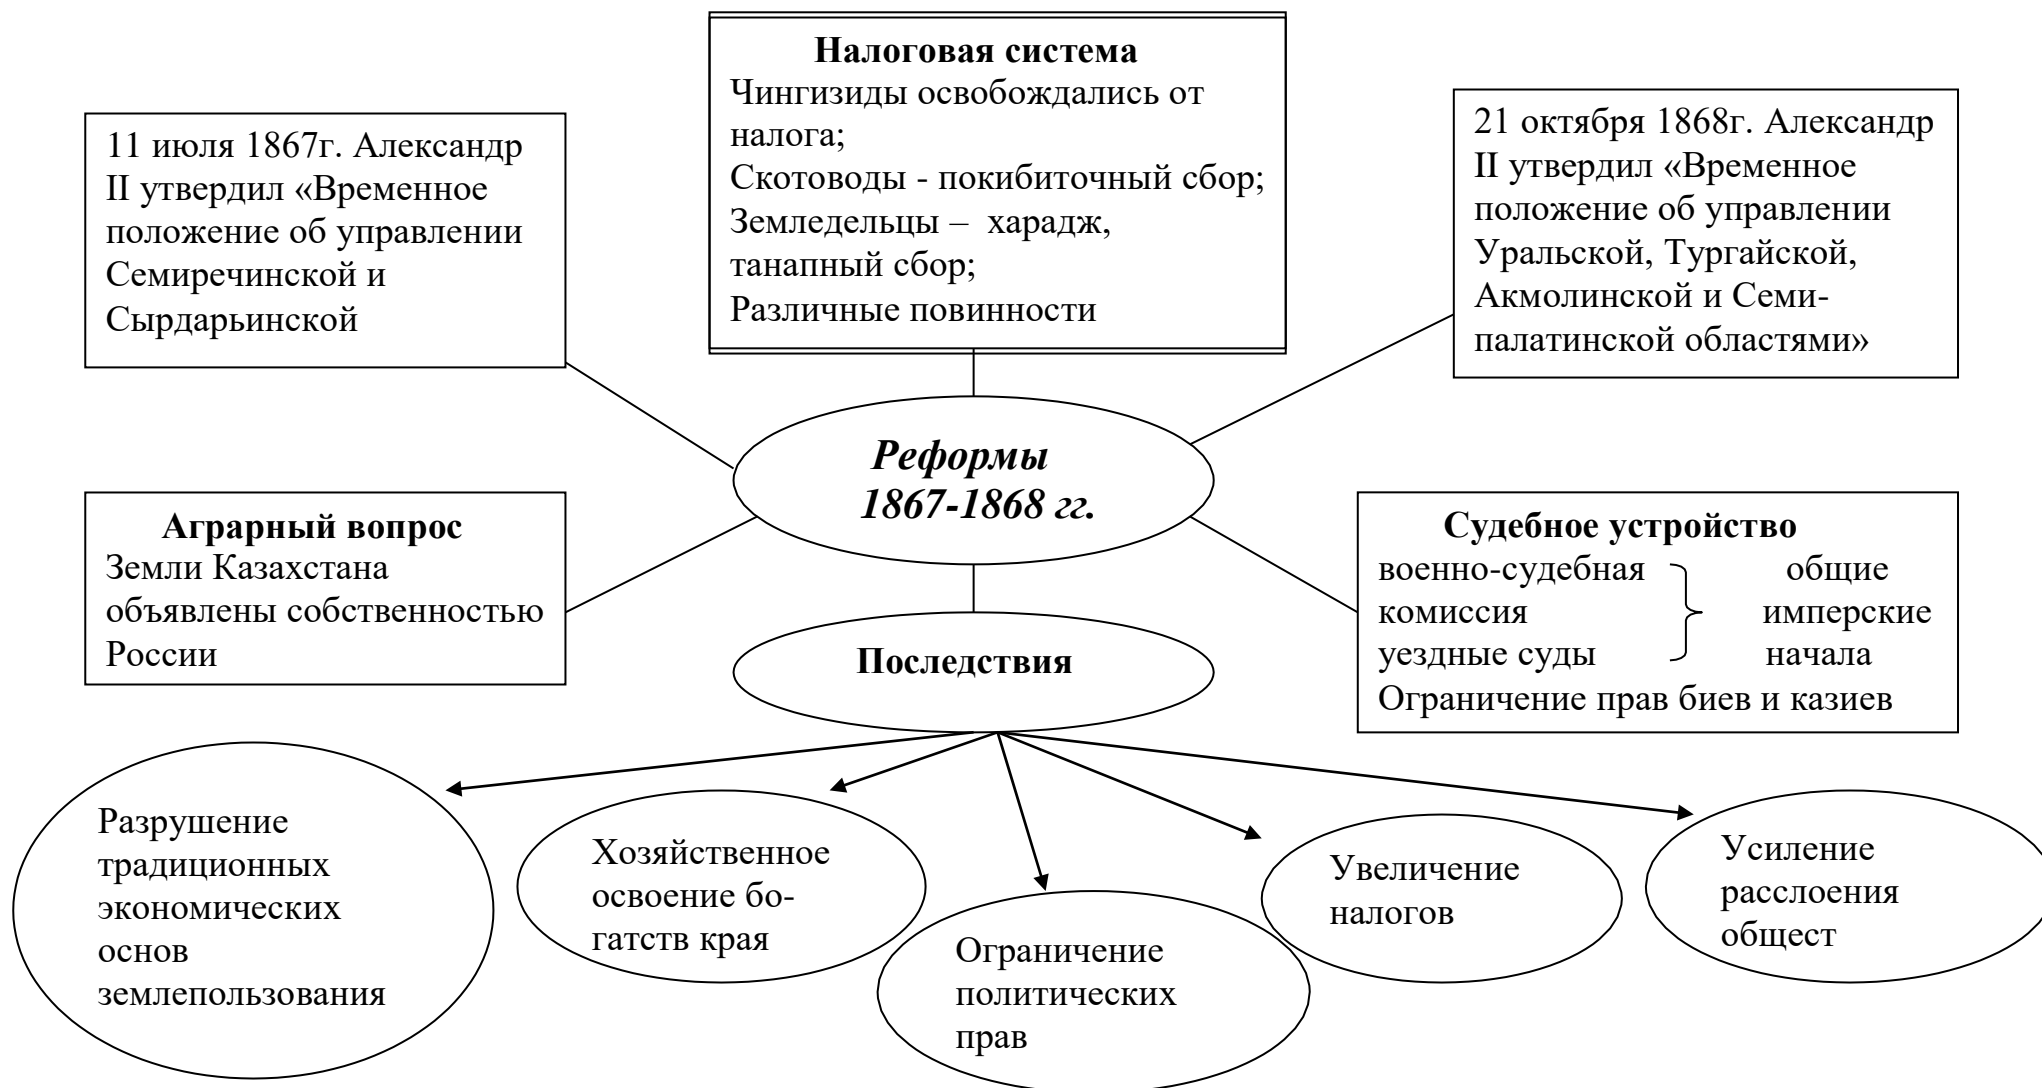 Налоговая система
Чингизиды освобождались от
налога;
Скотоводы - покибиточный сбор;
Земледельцы – харадж,
танапный сбор;
Различные повинности
11 июля 1867г. Александр
II утвердил «Временное
положение об управлении
Семиречинской и
Сырдарьинской
21 октября 1868г. Александр
II утвердил «Временное
положение об управлении
Уральской, Тургайской,
Акмолинской и Семи-
палатинской областями»
Реформы
1867-1868 гг.
Аграрный вопрос
Земли Казахстана
объявлены собственностью
России
Судебное устройство
военно-судебная общие
комиссия имперские
уездные суды начала
Ограничение прав биев и казиев
Последствия
Разрушение
традиционных
экономических
основ
землепользования
Хозяйственное
освоение бо-
гатств края
Ограничение
политических
прав
Увеличение
налогов
Усиление
расслоения
общест